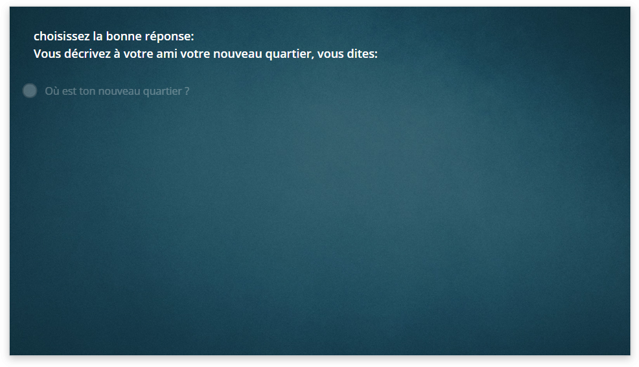 choisissez la bonne réponse:
Vous décrivez à votre ami votre nouveau quartier, vous dites:
Où est ton nouveau quartier ?